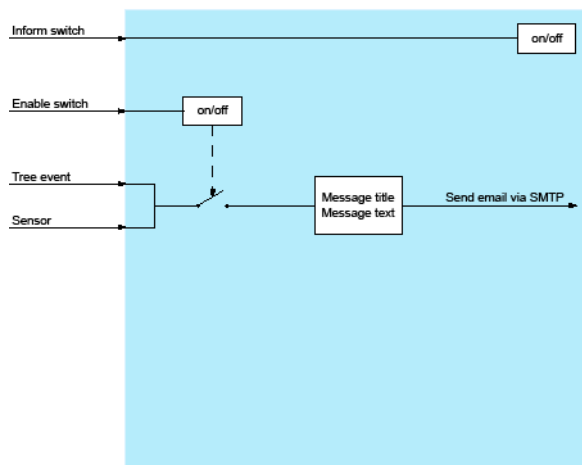 Inform switch
on/off
Enable switch
on/off
Tree event
Sensor
Message title
Message text
Send email via SMTP